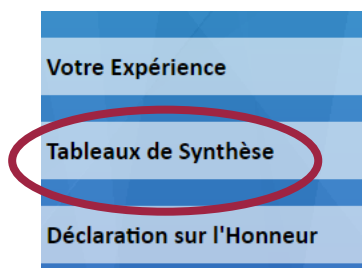 Votre Expérience
Tableaux de Synthèse
Déclaration sur l'Honneur